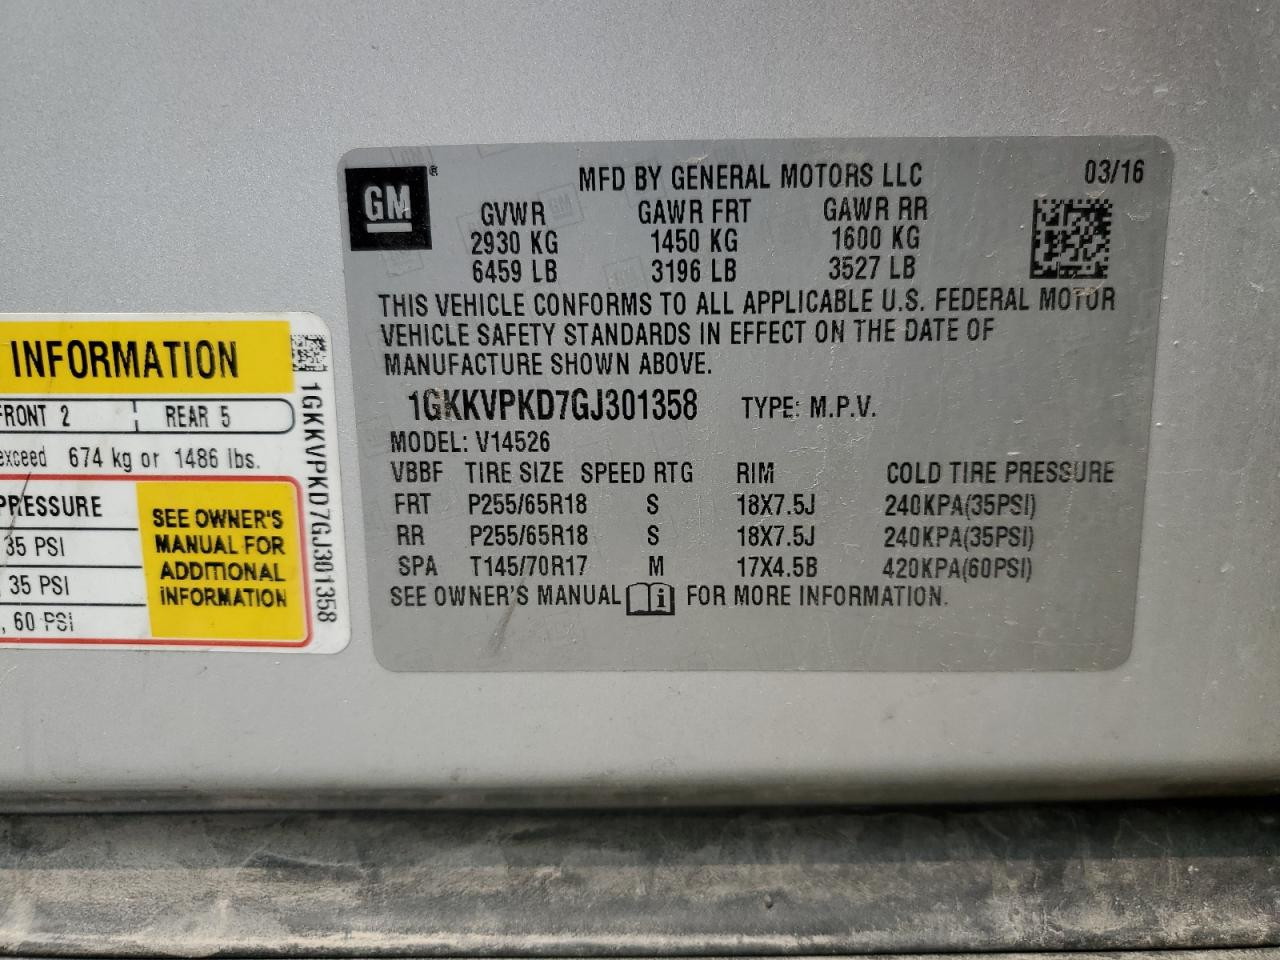 GM ®
MFD BY GENERAL MOTORS LLC 03/16
GVWR GAWR FRT GAWR RR
2930 KG 1450 KG 1600 KG
6459 LB 3196 LB 3527 LB
THIS VEHICLE CONFORMS TO ALL APPLICABLE U.S. FEDERAL MOTOR
VEHICLE SAFETY STANDARDS IN EFFECT ON THE DATE OF
MANUFACTURE SHOWN ABOVE.
1GKKVPKD7GJ301358 TYPE: M.P.V.
MODEL: V14526
VBBF TIRE SIZE SPEED RTG RIM COLD TIRE PRESSURE
FRT P255/65R18 S 18X7.5J 240KPA(35PSI)
RR P255/65R18 S 18X7.5J 240KPA(35PSI)
SPA T145/70R17 M 17X4.5B 420KPA(60PSI)
SEE OWNER'S MANUAL i FOR MORE INFORMATION.
INFORMATION
FRONT 2 REAR 5
exceed 674 kg or 1486 lbs.
PRESSURE
35 PSI
, 35 PSI
, 60 PSI
SEE OWNER'S
MANUAL FOR
ADDITIONAL
INFORMATION
1GKKVPKD7GJ301358